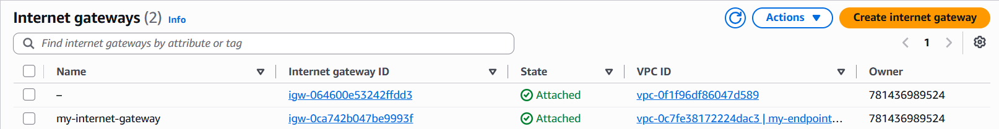 Internet gateways (2) Info
Actions
Create internet gateway
Find internet gateways by attribute or tag
1
Name Internet gateway ID State VPC ID Owner
– igw-064600e53242ffdd3 Attached vpc-0f1f96df86047d589 781436989524
my-internet-gateway igw-0ca742b047be9993f Attached vpc-0c7fe38172224dac3 | my-endpoint… 781436989524